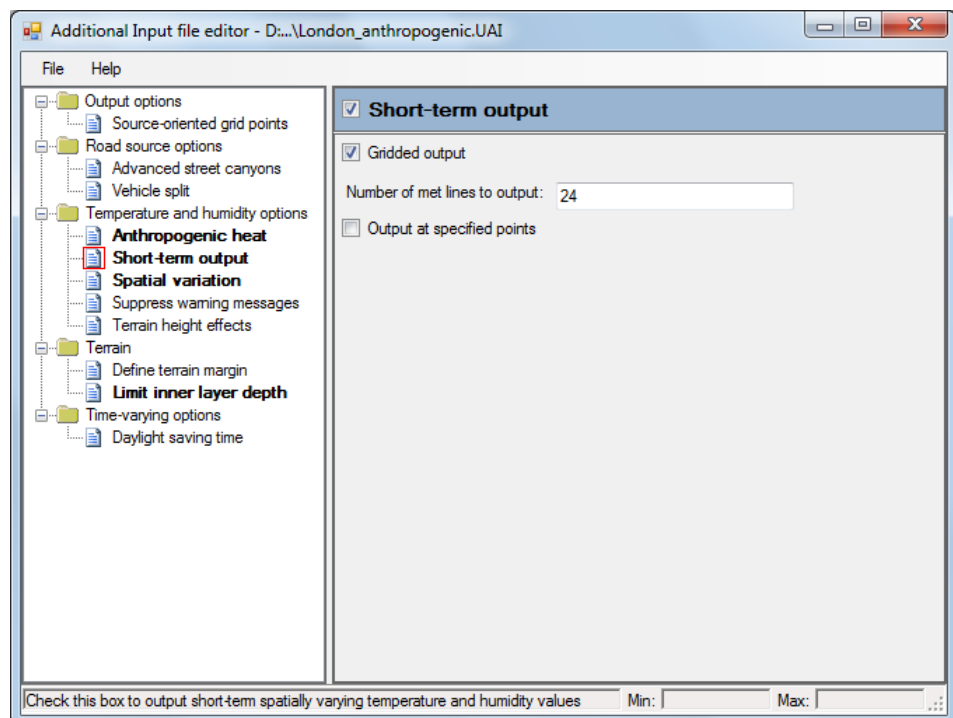 Additional Input file editor - D:...\London_anthropogenic.UAI
File Help
Output options
Source-oriented grid points
Road source options
Advanced street canyons
Vehicle split
Temperature and humidity options
Anthropogenic heat
Short-term output
Spatial variation
Suppress warning messages
Terrain height effects
Terrain
Define terrain margin
Limit inner layer depth
Time-varying options
Daylight saving time
Short-term output
Gridded output
Number of met lines to output: 24
Output at specified points
Check this box to output short-term spatially varying temperature and humidity values Min: Max: